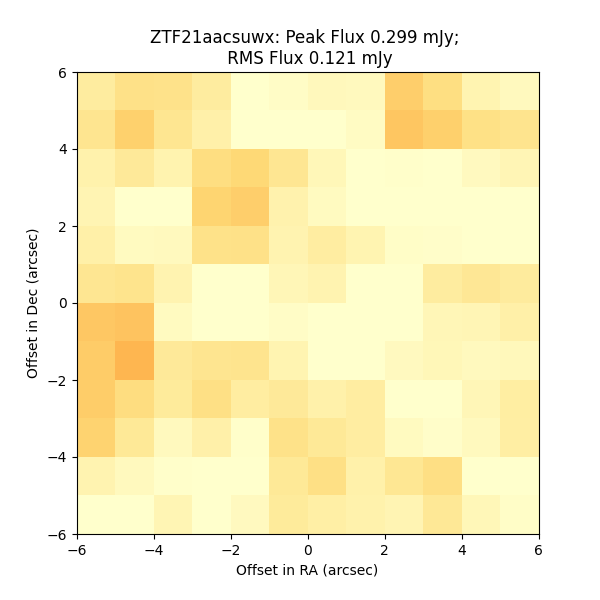 ZTF21aacsuwx: Peak Flux 0.299 mJy;
RMS Flux 0.121 mJy
6
4
2
0
−2
−4
−6
Offset in Dec (arcsec)
−6 −4 −2 0 2 4 6
Offset in RA (arcsec)